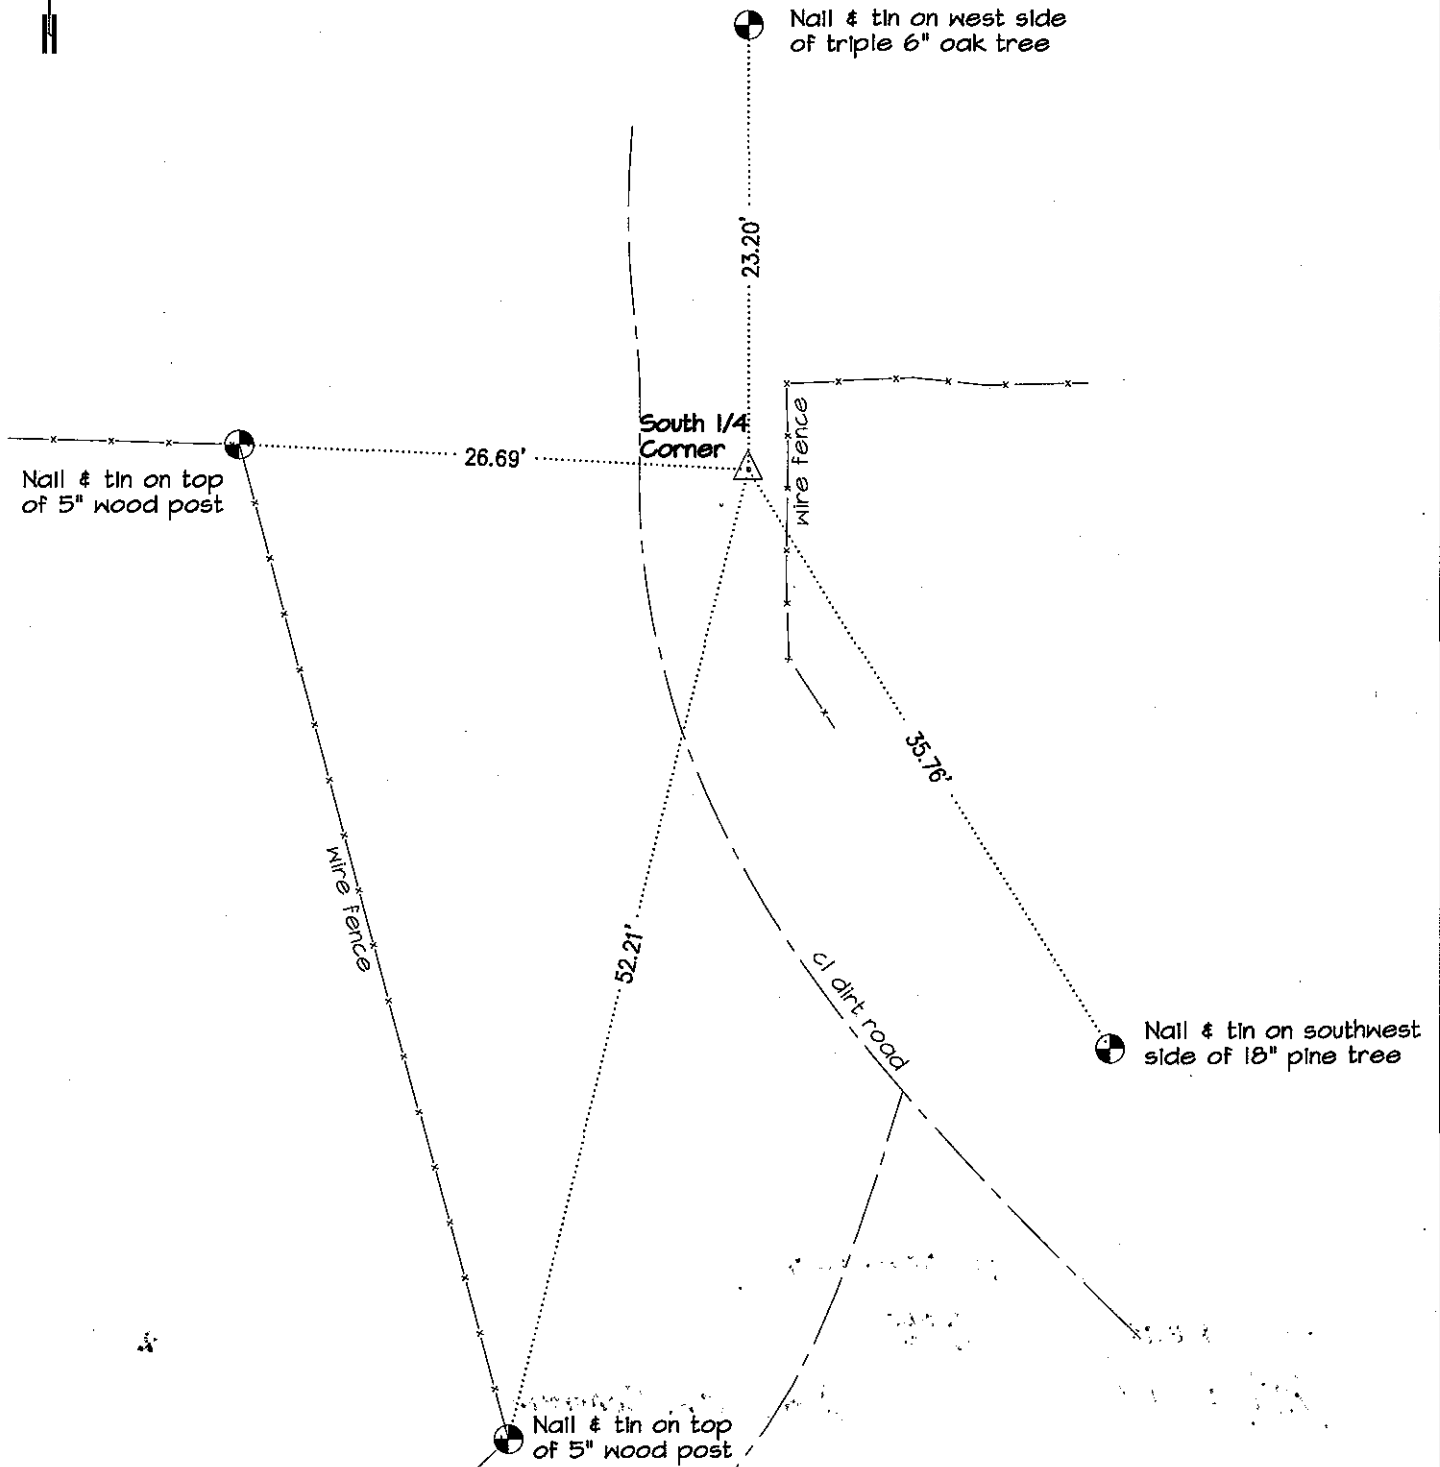 Nail & tin on west side
of triple 6" oak tree
23.20'
South 1/4
Corner
wire fence
26.69'
Nail & tin on top
of 5" wood post
35.76'
wire fence
52.21'
cl dirt road
Nail & tin on southwest
side of 18" pine tree
Nail & tin on top
of 5" wood post